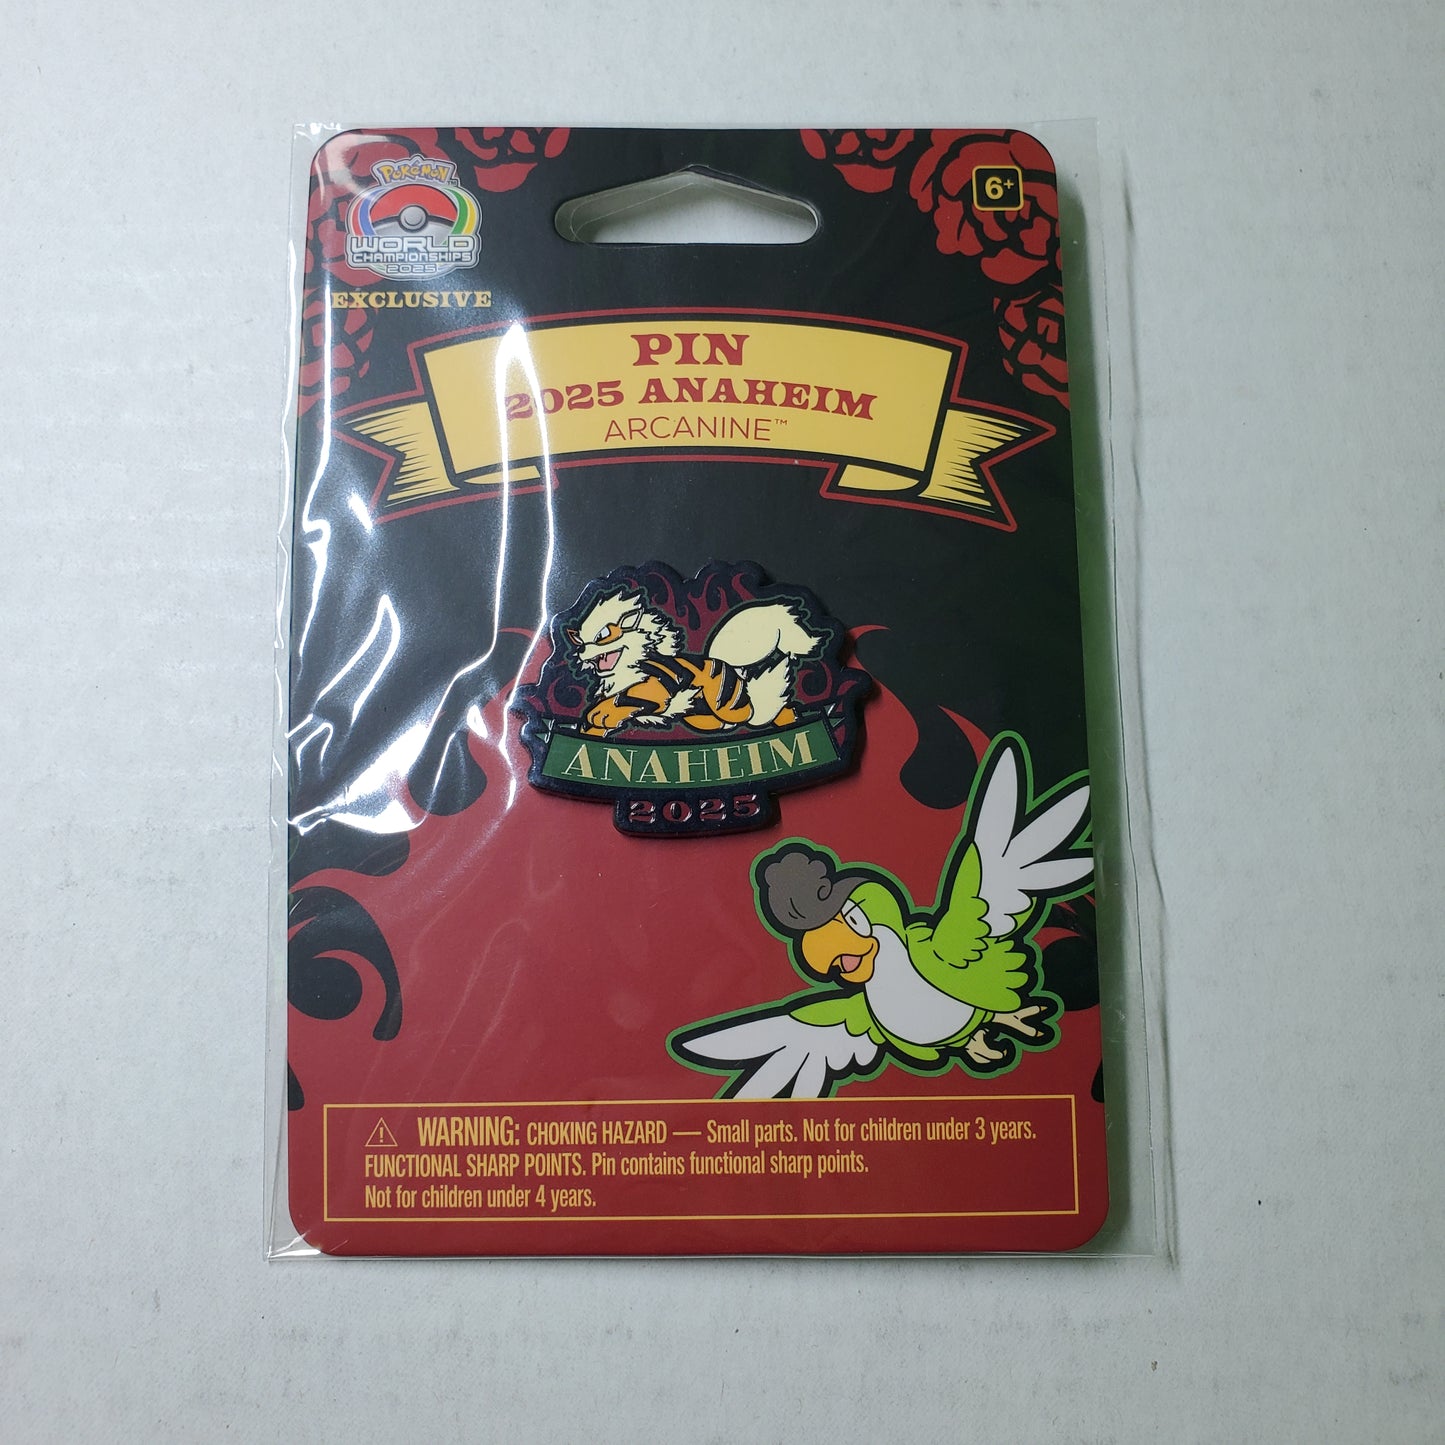 Pokémon™
WORLD
CHAMPIONSHIPS
2025
EXCLUSIVE
6+
PIN
2025 ANAHEIM
ARCANINE™
ANAHEIM
2025
WARNING: CHOKING HAZARD — Small parts. Not for children under 3 years.
FUNCTIONAL SHARP POINTS. Pin contains functional sharp points.
Not for children under 4 years.